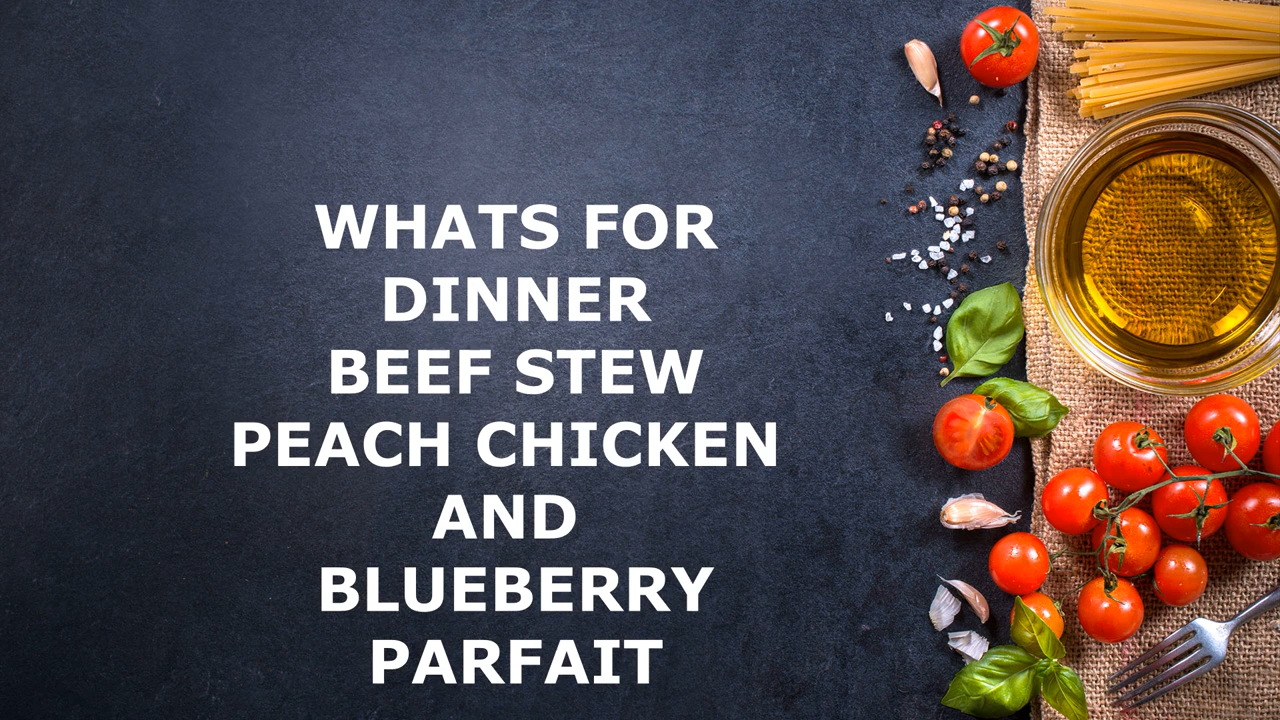 WHATS FOR
DINNER
BEEF STEW
PEACH CHICKEN
AND
BLUEBERRY
PARFAIT